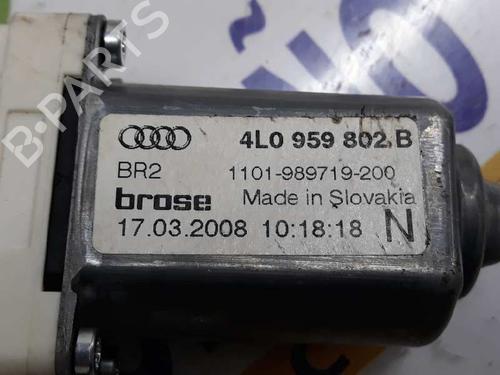 B-PARTS
4L0 959 802 B
BR2 1101-989719-200
brose Made in Slovakia
17.03.2008 10:18:18 N